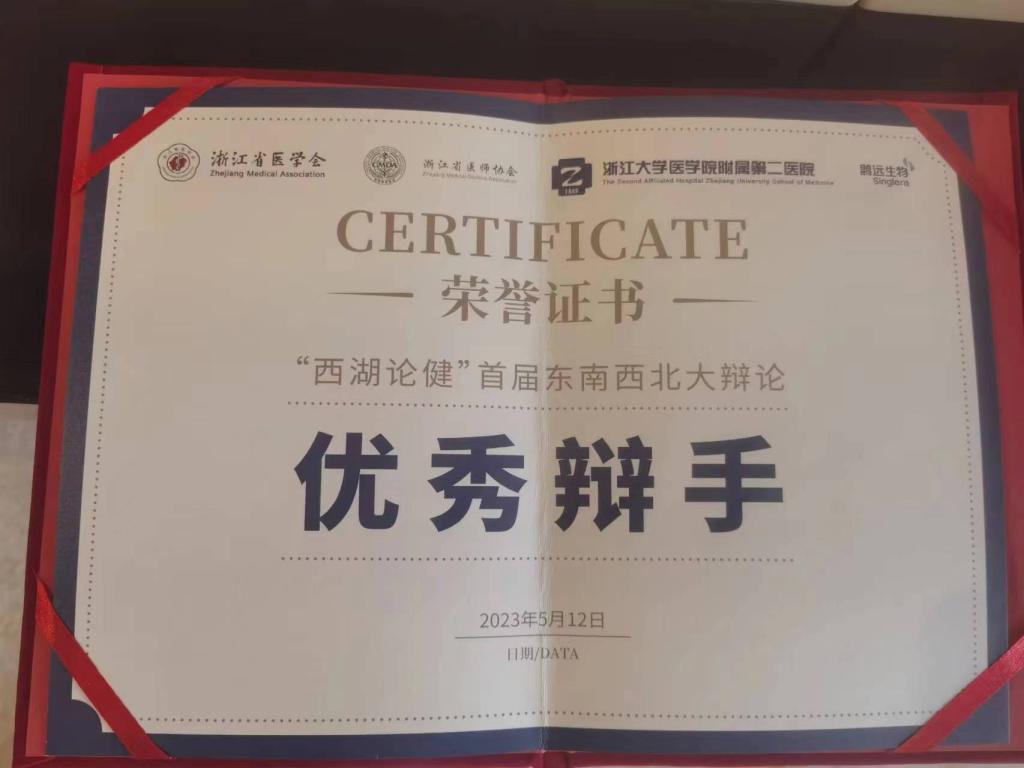 浙江省医学会 浙江省医师协会 浙江大学医学院附属第二医院 鹍远生物
Zhejiang Medical Association The Second Affiliated Hospital Zhejiang University School of Medicine Singlera
CMDA
1869
CERTIFICATE
荣誉证书
“西湖论健”首届东南西北大辩论
优秀辩手
2023年5月12日
日期/DATA